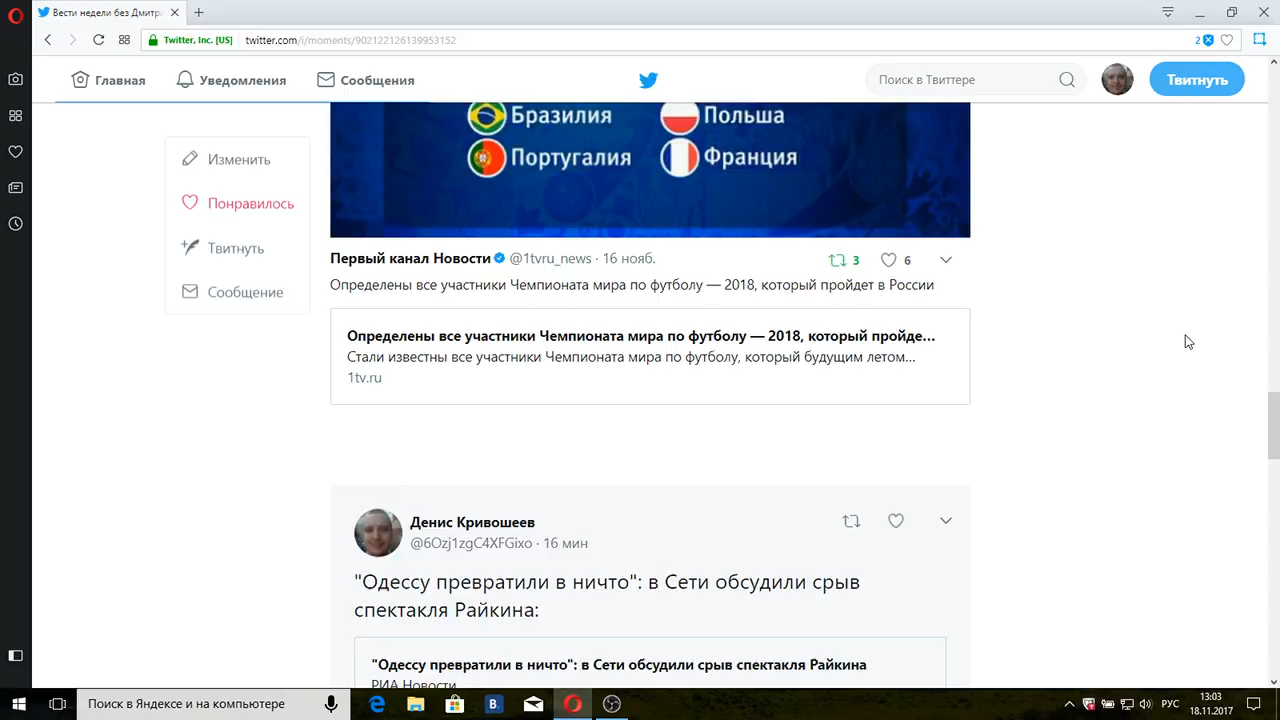 Вести недели без Дмитр
Twitter, Inc. [US]
twitter.com/i/moments/902122126139953152
2
Главная
Уведомления
Сообщения
Поиск в Твиттере
Твитнуть
Бразилия
Польша
Португалия
Франция
Изменить
Понравилось
Твитнуть
Сообщение
Первый канал Новости @1tvru_news · 16 нояб.
3
6
Определены все участники Чемпионата мира по футболу — 2018, который пройдет в России
Определены все участники Чемпионата мира по футболу — 2018, который пройде...
Стали известны все участники Чемпионата мира по футболу, который будущим летом...
1tv.ru
Денис Кривошеев
@6Ozj1zgC4XFGixo · 16 мин
"Одессу превратили в ничто": в Сети обсудили срыв
спектакля Райкина:
"Одессу превратили в ничто": в Сети обсудили срыв спектакля Райкина
РИА Новости
Поиск в Яндексе и на компьютере
B.
РУС
13:03
18.11.2017